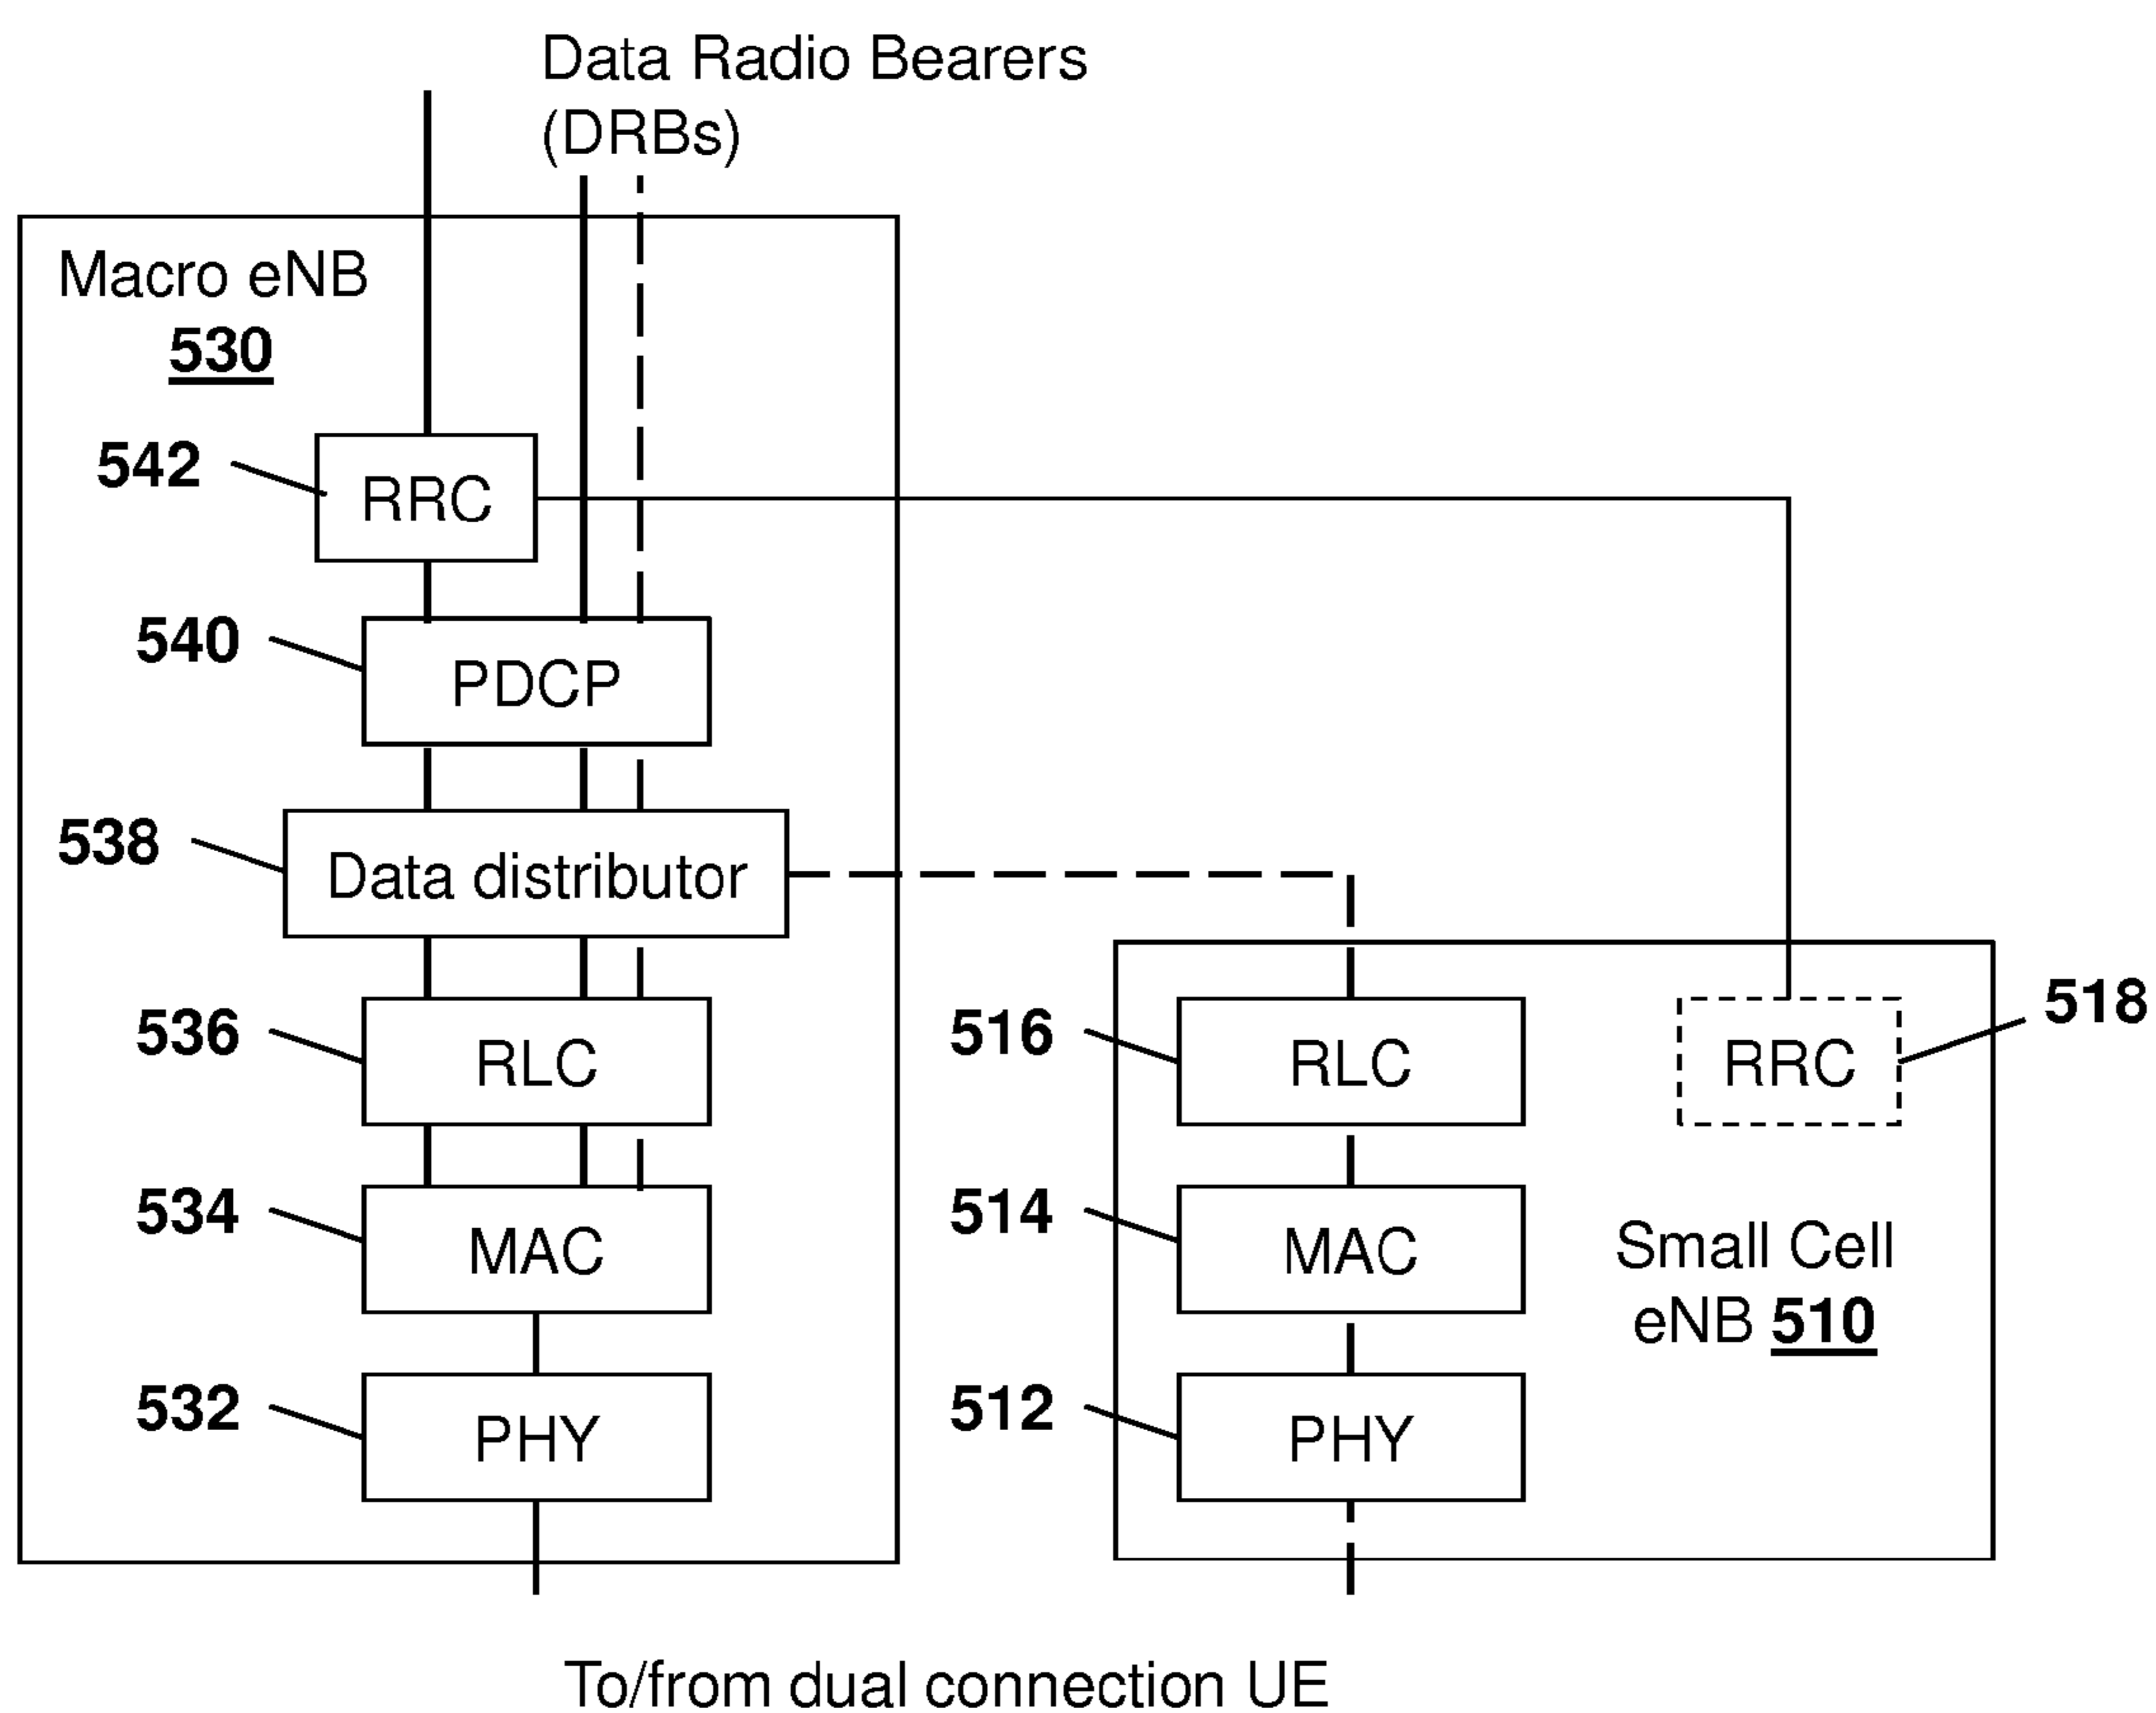 Data Radio Bearers
(DRBs)
Macro eNB
530
542
RRC
540
PDCP
538
Data distributor
536
RLC
516
RLC
RRC
518
534
MAC
514
MAC
Small Cell
eNB 510
532
PHY
512
PHY
To/from dual connection UE